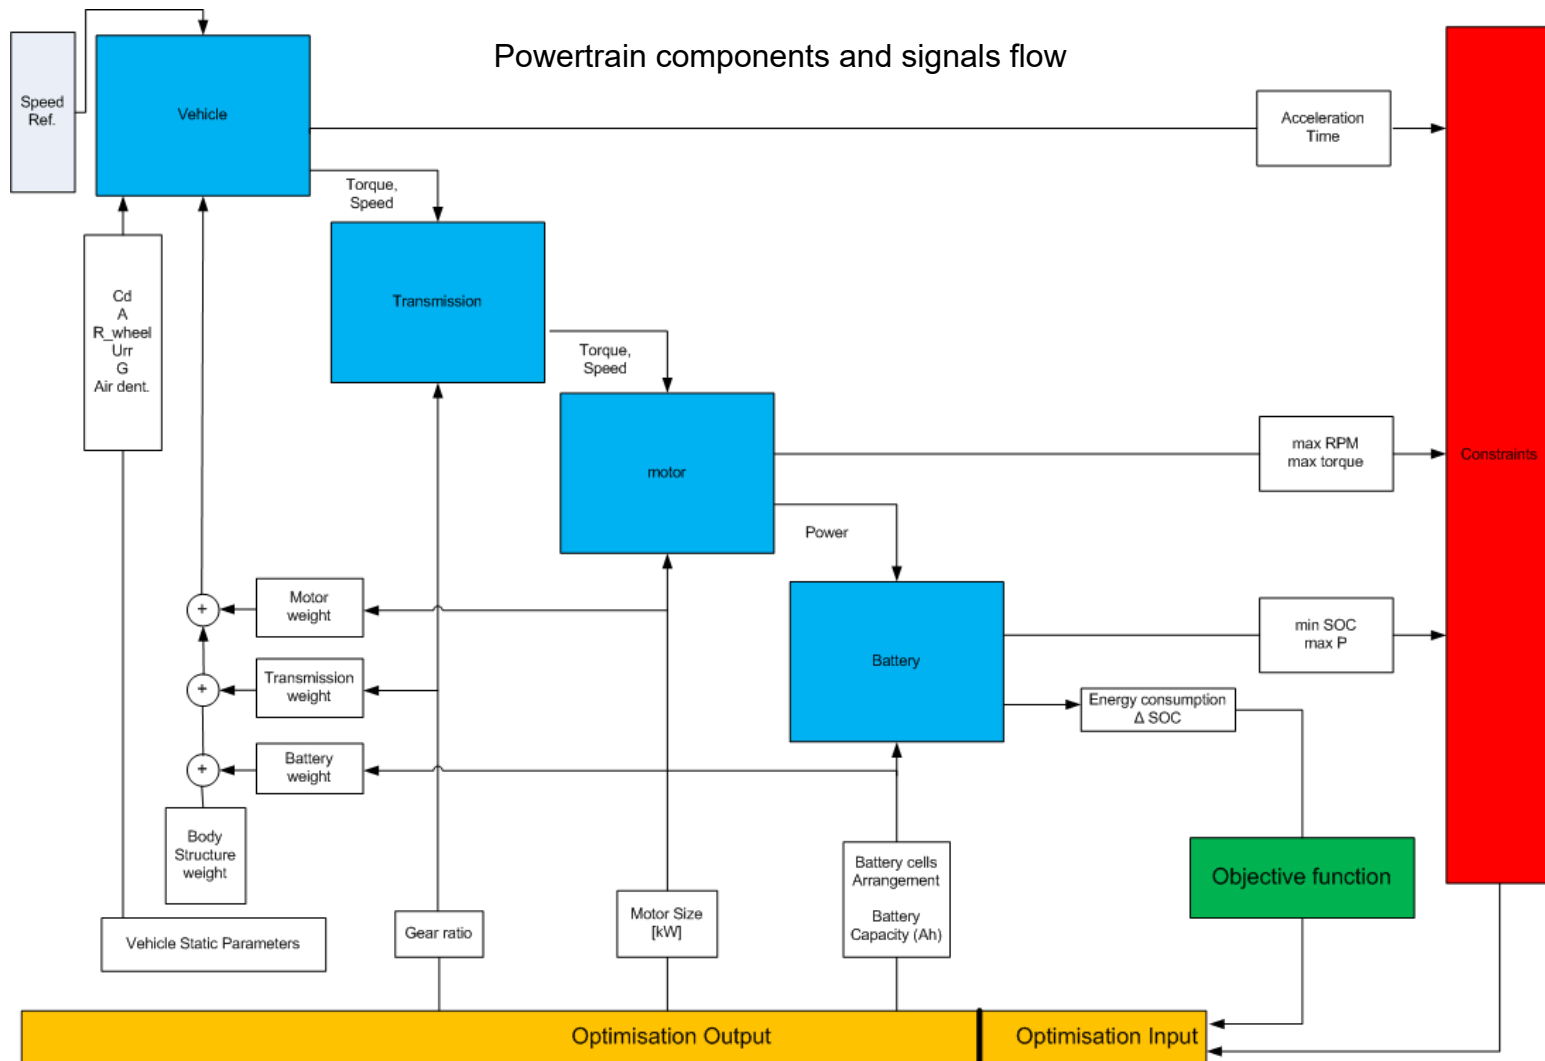 Powertrain components and signals flow
Speed
Ref.
Vehicle
Acceleration
Time
Torque,
Speed
Transmission
Cd
A
R_wheel
Urr
G
Air dent.
Torque,
Speed
motor
max RPM
max torque
Constraints
Power
Motor
weight
+
min SOC
max P
Battery
Transmission
weight
+
Energy consumption
Δ SOC
Battery
weight
+
Body
Structure
weight
Battery cells
Arrangement
Battery
Capacity (Ah)
Objective function
Vehicle Static Parameters
Gear ratio
Motor Size
[kW]
Optimisation Output
Optimisation Input